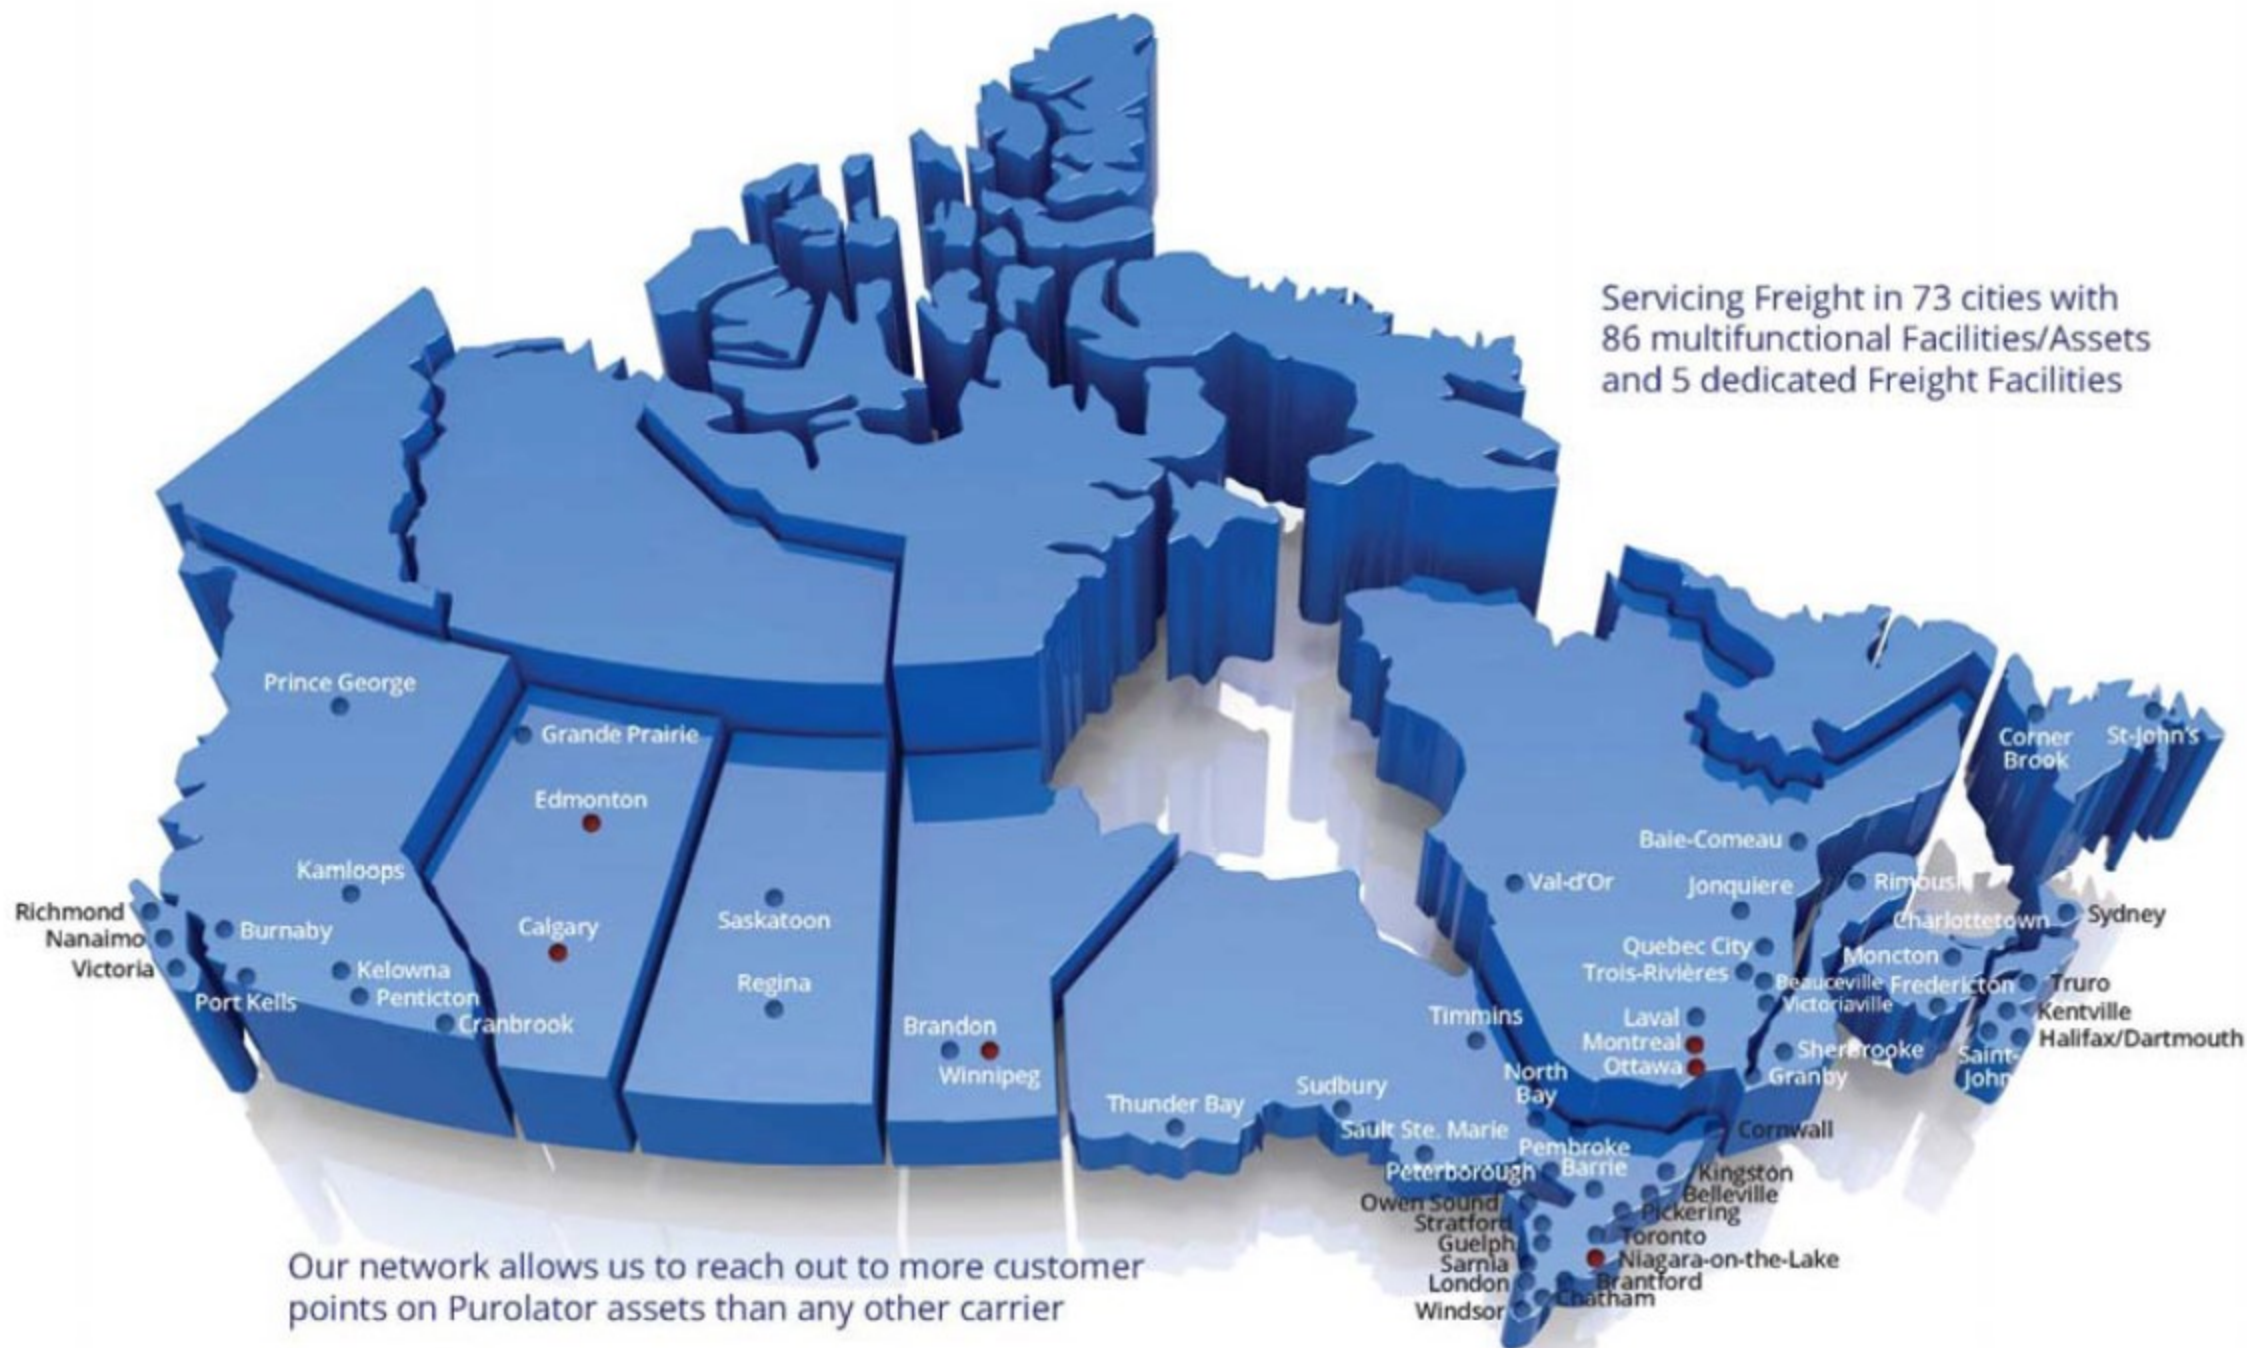 Servicing Freight in 73 cities with
86 multifunctional Facilities/Assets
and 5 dedicated Freight Facilities
Prince George
Grande Prairie
Edmonton
Kamloops
Richmond
Nanaimo
Victoria
Burnaby
Port Kells
Kelowna
Penticton
Cranbrook
Calgary
Saskatoon
Regina
Brandon
Winnipeg
Thunder Bay
Sudbury
Sault Ste. Marie
Timmins
North
Bay
Pembroke
Peterborough
Barrie
Owen Sound
Stratford
Guelph
Sarnia
London
Windsor
Cornwall
Kingston
Belleville
Pickering
Toronto
Niagara-on-the-Lake
Brantford
Chatham
Val-d'Or
Baie-Comeau
Jonquiere
Quebec City
Trois-Rivières
Beauceville
Victoriaville
Laval
Montreal
Ottawa
Sherbrooke
Granby
Rimouski
Charlottetown
Moncton
Fredericton
Saint-
John
Sydney
Truro
Kentville
Halifax/Dartmouth
Corner
Brook
St-John's
Our network allows us to reach out to more customer
points on Purolator assets than any other carrier